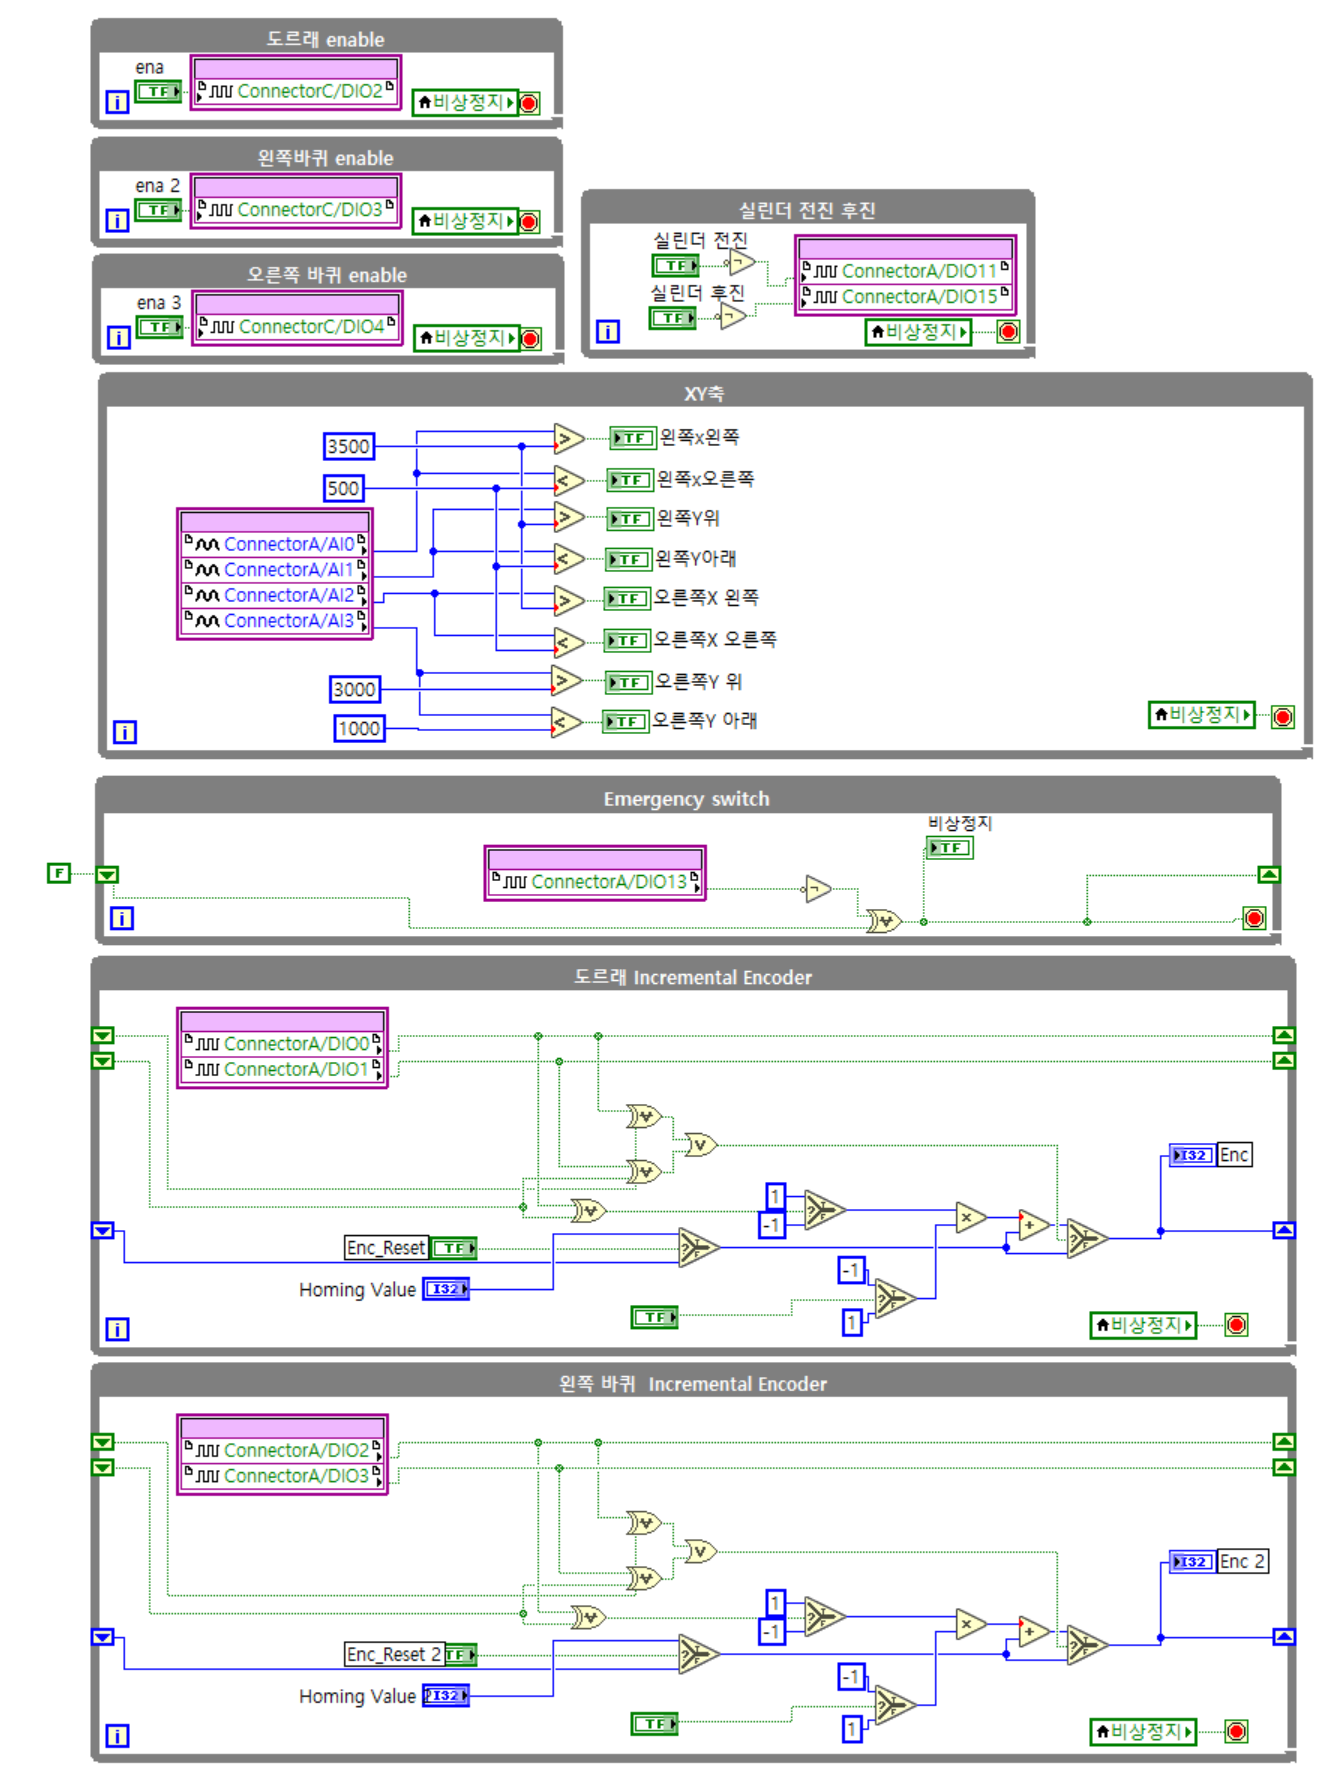 도르래 enable
ena
TF
ConnectorC/DIO2
비상정지
i
왼쪽바퀴 enable
ena 2
TF
ConnectorC/DIO3
비상정지
i
오른쪽 바퀴 enable
ena 3
TF
ConnectorC/DIO4
비상정지
i
실린더 전진 후진
실린더 전진
TF
ConnectorA/DIO11
실린더 후진
ConnectorA/DIO15
TF
i
비상정지
XY축
3500
> TF 왼쪽x왼쪽
500
< TF 왼쪽x오른쪽
> TF 왼쪽Y위
ConnectorA/AI0
< TF 왼쪽Y아래
ConnectorA/AI1
ConnectorA/AI2
> TF 오른쪽X 왼쪽
ConnectorA/AI3
< TF 오른쪽X 오른쪽
3000
> TF 오른쪽Y 위
1000
< TF 오른쪽Y 아래
비상정지
i
Emergency switch
비상정지
TF
F
ConnectorA/DIO13
i
도르래 Incremental Encoder
ConnectorA/DIO0
ConnectorA/DIO1
I32 Enc
1
-1
Enc_Reset TF
Homing Value I32
-1
TF
1
비상정지
i
왼쪽 바퀴 Incremental Encoder
ConnectorA/DIO2
ConnectorA/DIO3
I32 Enc 2
1
-1
Enc_Reset 2 TF
Homing Value 2 I32
-1
TF
1
비상정지
i